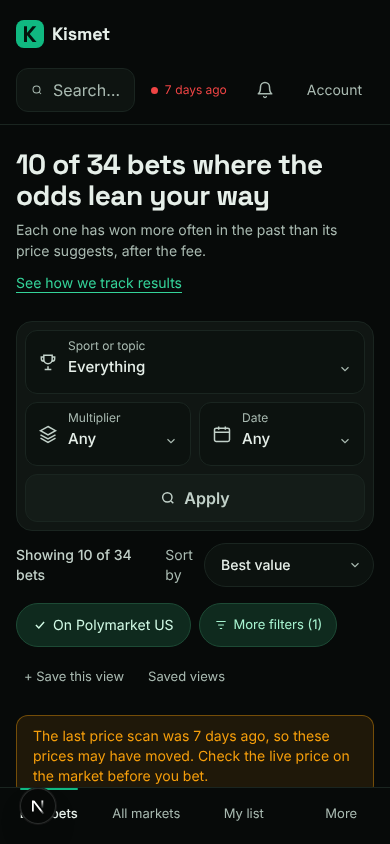 Kismet
Search...
7 days ago
Account
10 of 34 bets where the
odds lean your way
Each one has won more often in the past than its
price suggests, after the fee.
See how we track results
Sport or topic
Everything
Multiplier
Any
Date
Any
Apply
Showing 10 of 34
bets
Sort
by
Best value
On Polymarket US
More filters (1)
+ Save this view
Saved views
The last price scan was 7 days ago, so these
prices may have moved. Check the live price on
the market before you bet.
bets
All markets
My list
More